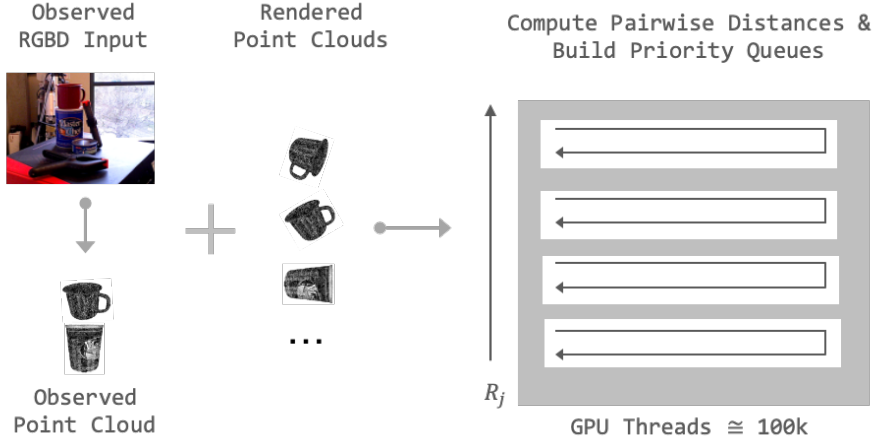 Observed
RGBD Input
Rendered
Point Clouds
Compute Pairwise Distances &
Build Priority Queues
...
Observed
Point Cloud
R_j
GPU Threads ≅ 100k